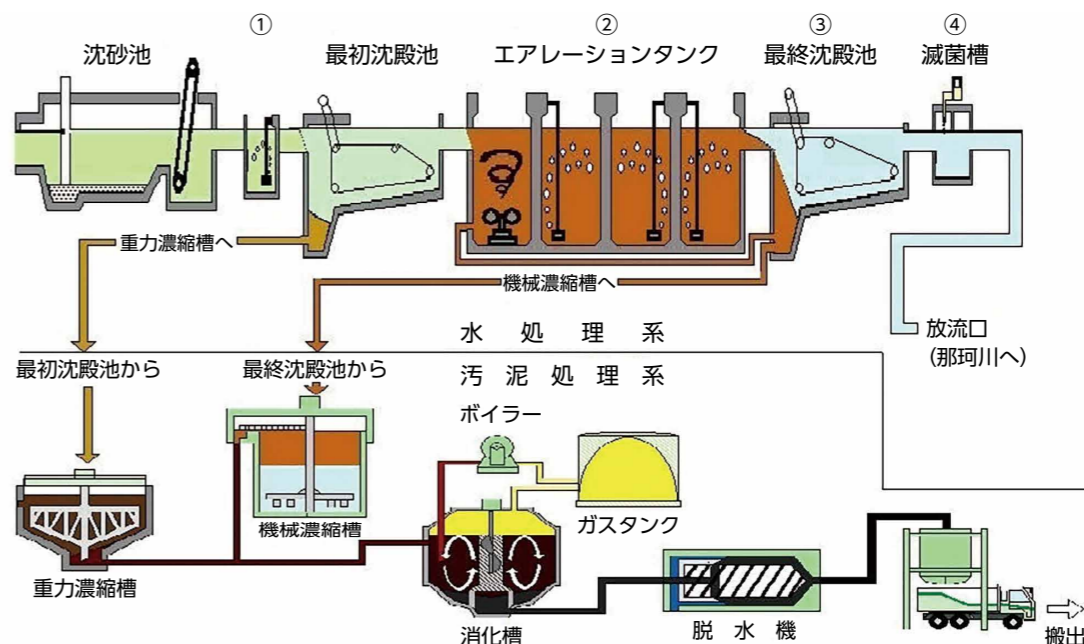 ①
②
③
④
沈砂池
最初沈殿池
エアレーションタンク
最終沈殿池
滅菌槽
重力濃縮槽へ
機械濃縮槽へ
水処理系
放流口
(那珂川へ)
最初沈殿池から
最終沈殿池から
汚泥処理系
ボイラー
ガスタンク
機械濃縮槽
重力濃縮槽
消化槽
脱水機
搬出